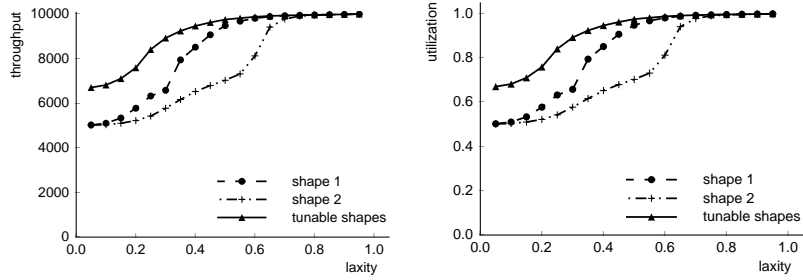 throughput
10000
8000
6000
4000
2000
0
0.0 0.2 0.4 0.6 0.8 1.0
laxity
shape 1
shape 2
tunable shapes
utilization
1.0
0.8
0.6
0.4
0.2
0.0
0.0 0.2 0.4 0.6 0.8 1.0
laxity
shape 1
shape 2
tunable shapes